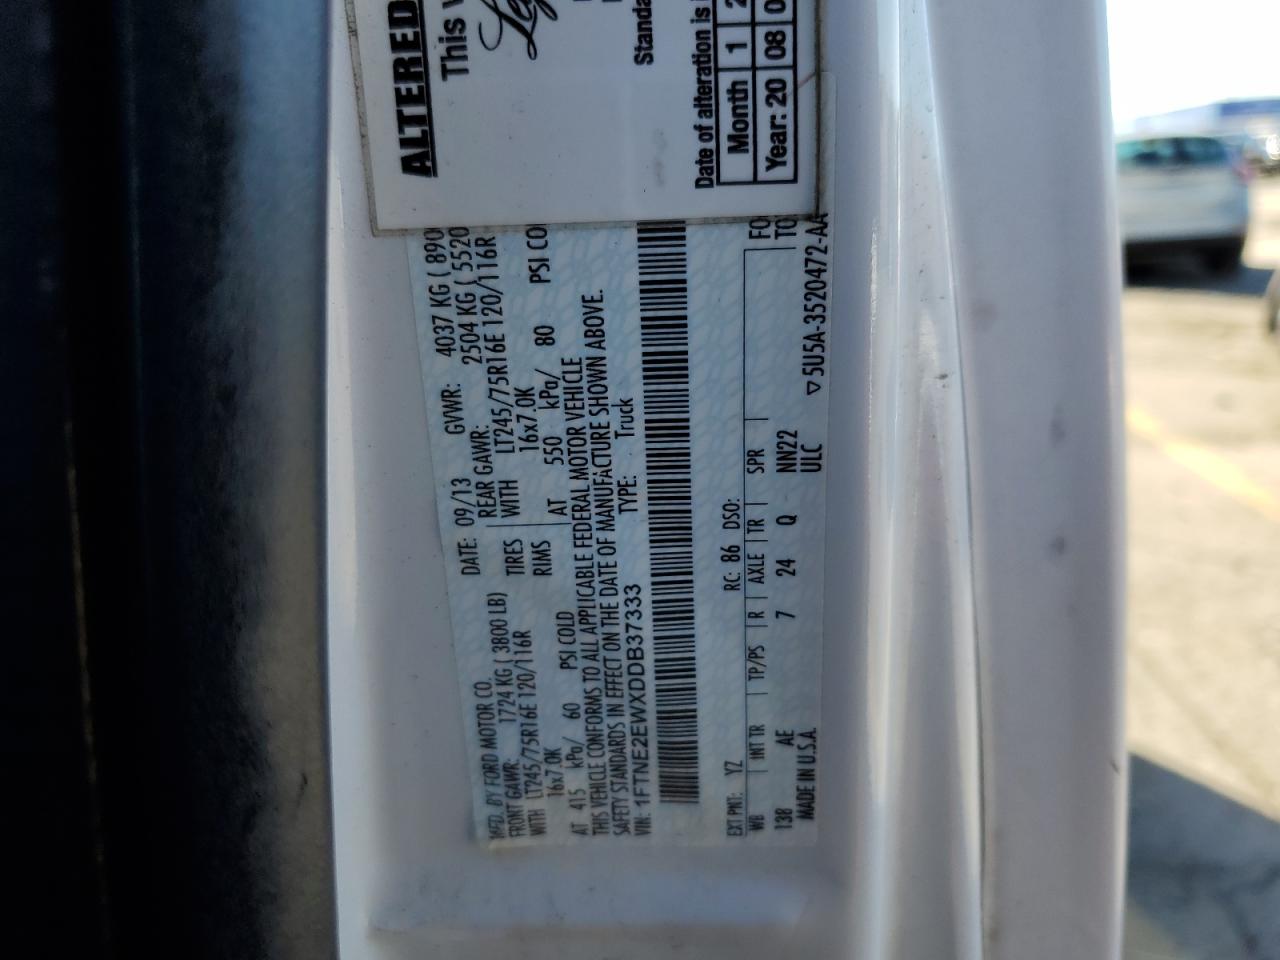 ALTERED
This
Standa
Date of alteration is
Month 1 2
Year: 20 08 0
MFD. BY FORD MOTOR CO.
DATE: 09/13 GVWR: 4037 KG ( 890
FRONT GAWR: 1724 KG ( 3800 LB) REAR GAWR: 2504 KG ( 5520
WITH LT245/75R16E 120/116R TIRES WITH LT245/75R16E 120/116R
16x7.0K RIMS 16x7.0K
AT 415 kPa/ 60 PSI COLD AT 550 kPa/ 80 PSI CO
THIS VEHICLE CONFORMS TO ALL APPLICABLE FEDERAL MOTOR VEHICLE
SAFETY STANDARDS IN EFFECT ON THE DATE OF MANUFACTURE SHOWN ABOVE.
VIN: 1FTNE2EWXDDB37333 TYPE: Truck
EXT PNT: YZ RC: 86 DSO: FO
WB INT TR TP/PS R AXLE TR SPR TO
138 AE 7 24 Q NN22
MADE IN U.S.A. ULC ▽5U5A-3520472-AA